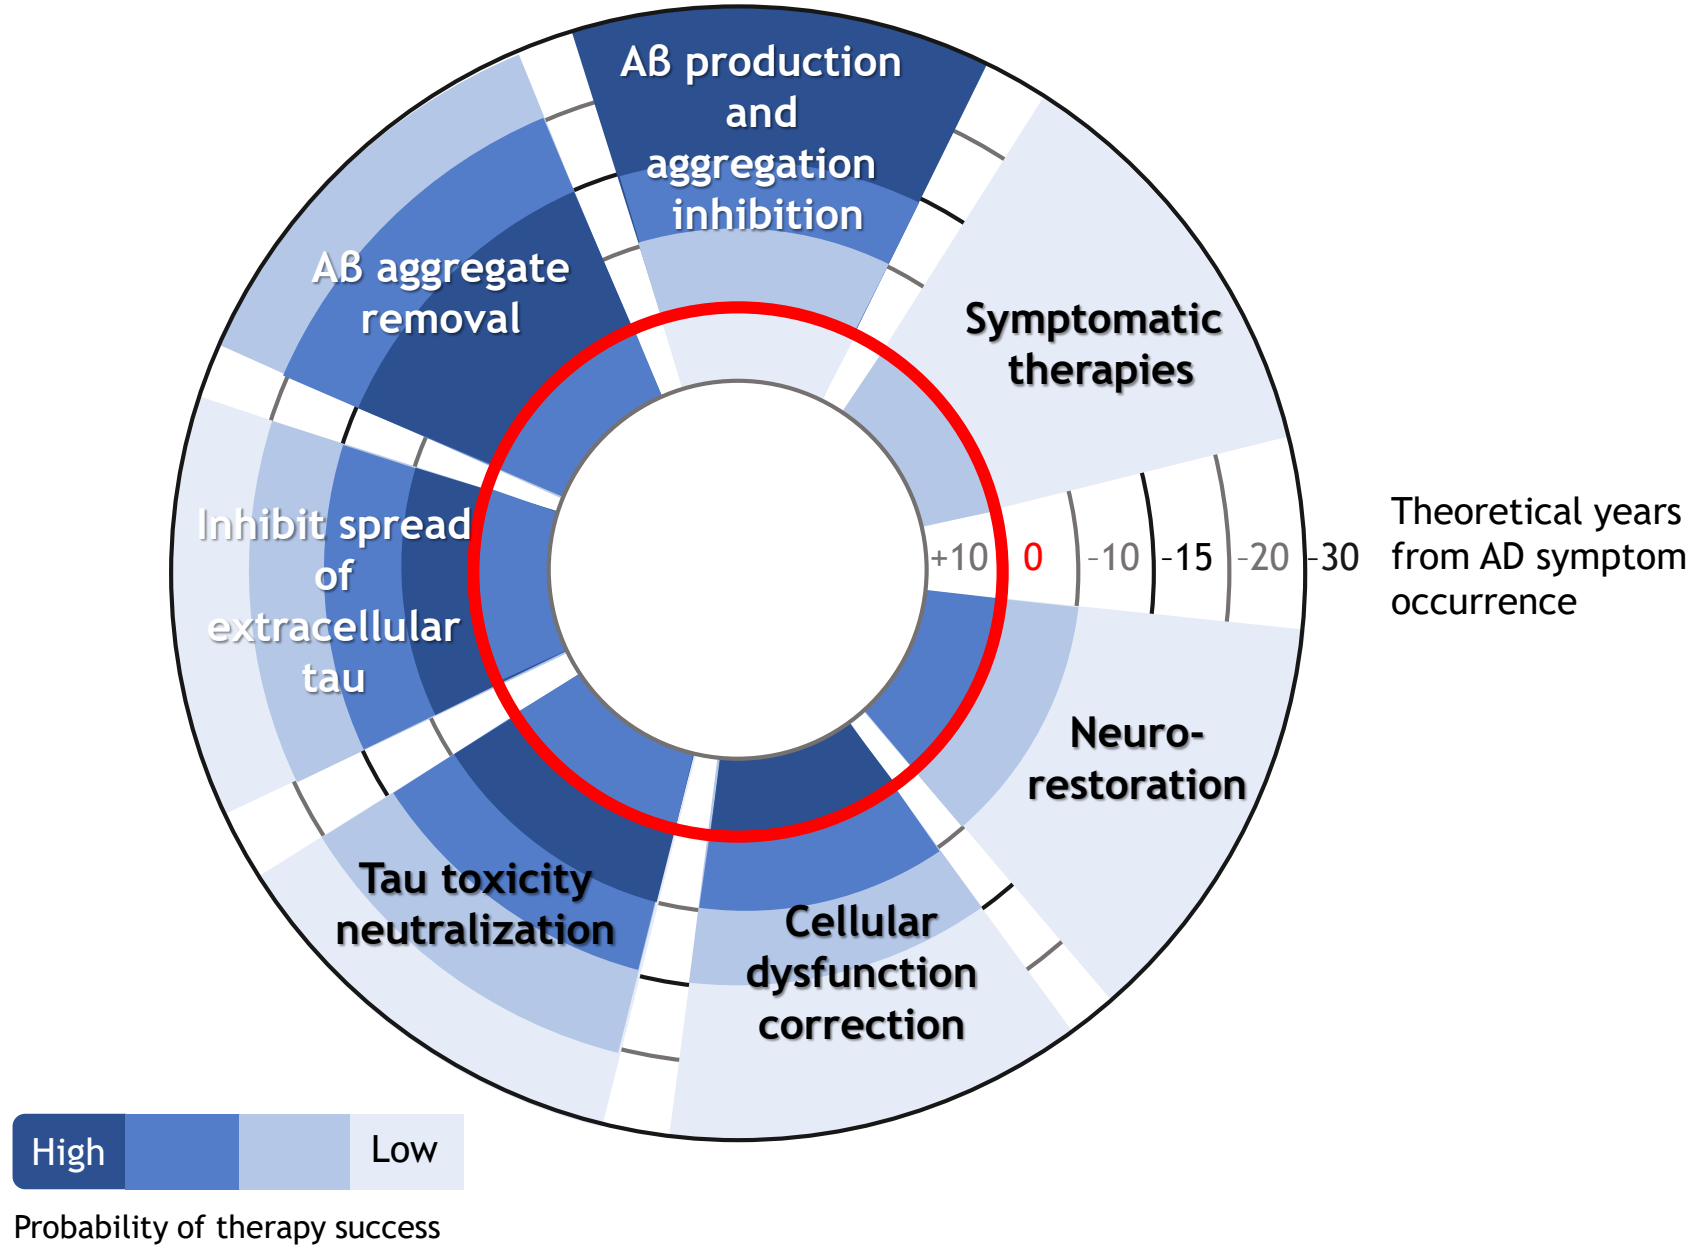 Aß production
and
aggregation
inhibition
Aß aggregate
removal
Symptomatic
therapies
Inhibit spread
of
extracellular
tau
+10 0 -10 -15 -20 -30
Theoretical years
from AD symptom
occurrence
Neuro-
restoration
Tau toxicity
neutralization
Cellular
dysfunction
correction
High Low
Probability of therapy success